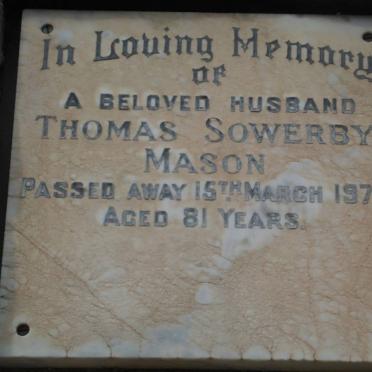 In Loving Memory
OF
A BELOVED HUSBAND
THOMAS SOWERBY
MASON
PASSED AWAY 15TH MARCH 197
AGED 81 YEARS.